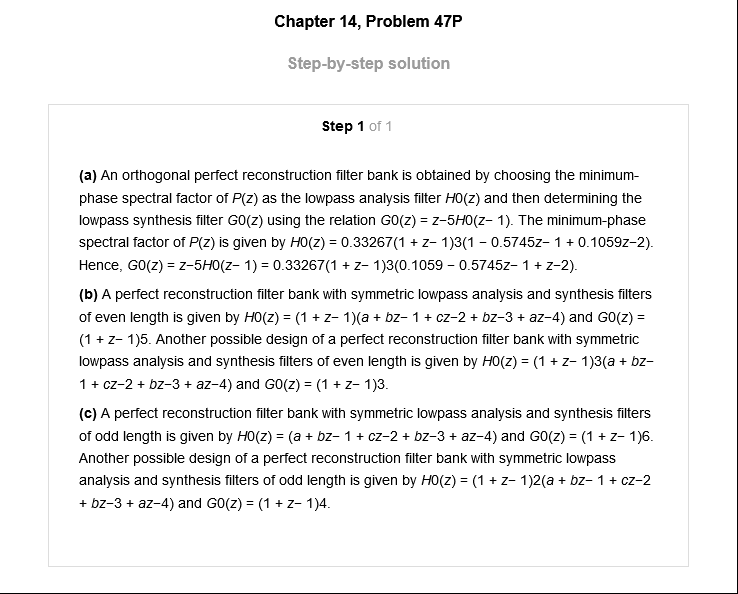 Chapter 14, Problem 47P
Step-by-step solution
Step 1 of 1
(a) An orthogonal perfect reconstruction filter bank is obtained by choosing the minimum-
phase spectral factor of P(z) as the lowpass analysis filter H0(z) and then determining the
lowpass synthesis filter G0(z) using the relation G0(z) = z−5H0(z− 1). The minimum-phase
spectral factor of P(z) is given by H0(z) = 0.33267(1 + z− 1)3(1 − 0.5745z− 1 + 0.1059z−2).
Hence, G0(z) = z−5H0(z− 1) = 0.33267(1 + z− 1)3(0.1059 − 0.5745z− 1 + z−2).
(b) A perfect reconstruction filter bank with symmetric lowpass analysis and synthesis filters
of even length is given by H0(z) = (1 + z− 1)(a + bz− 1 + cz−2 + bz−3 + az−4) and G0(z) =
(1 + z− 1)5. Another possible design of a perfect reconstruction filter bank with symmetric
lowpass analysis and synthesis filters of even length is given by H0(z) = (1 + z− 1)3(a + bz−
1 + cz−2 + bz−3 + az−4) and G0(z) = (1 + z− 1)3.
(c) A perfect reconstruction filter bank with symmetric lowpass analysis and synthesis filters
of odd length is given by H0(z) = (a + bz− 1 + cz−2 + bz−3 + az−4) and G0(z) = (1 + z− 1)6.
Another possible design of a perfect reconstruction filter bank with symmetric lowpass
analysis and synthesis filters of odd length is given by H0(z) = (1 + z− 1)2(a + bz− 1 + cz−2
+ bz−3 + az−4) and G0(z) = (1 + z− 1)4.